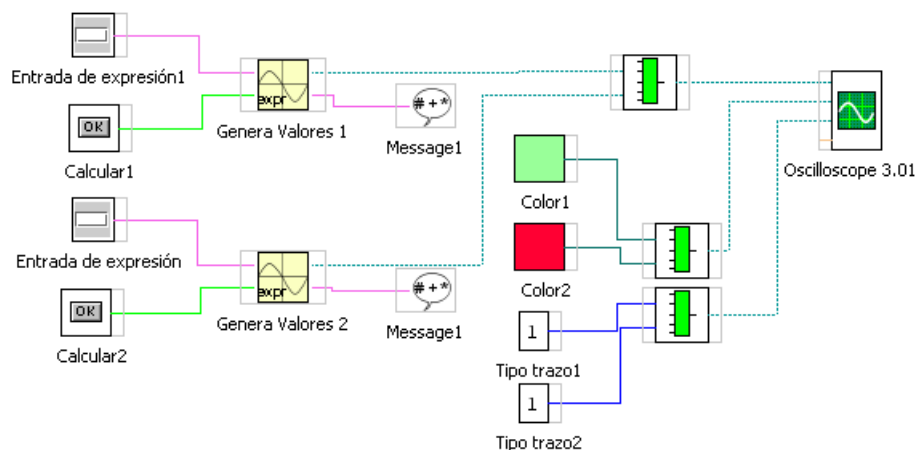 Entrada de expresión1
expr
#+*
Genera Valores 1
Message1
OK
Calcular1
Color1
Oscilloscope 3.01
Entrada de expresión
expr
#+*
Color2
Genera Valores 2
Message1
OK
Calcular2
1
Tipo trazo1
1
Tipo trazo2